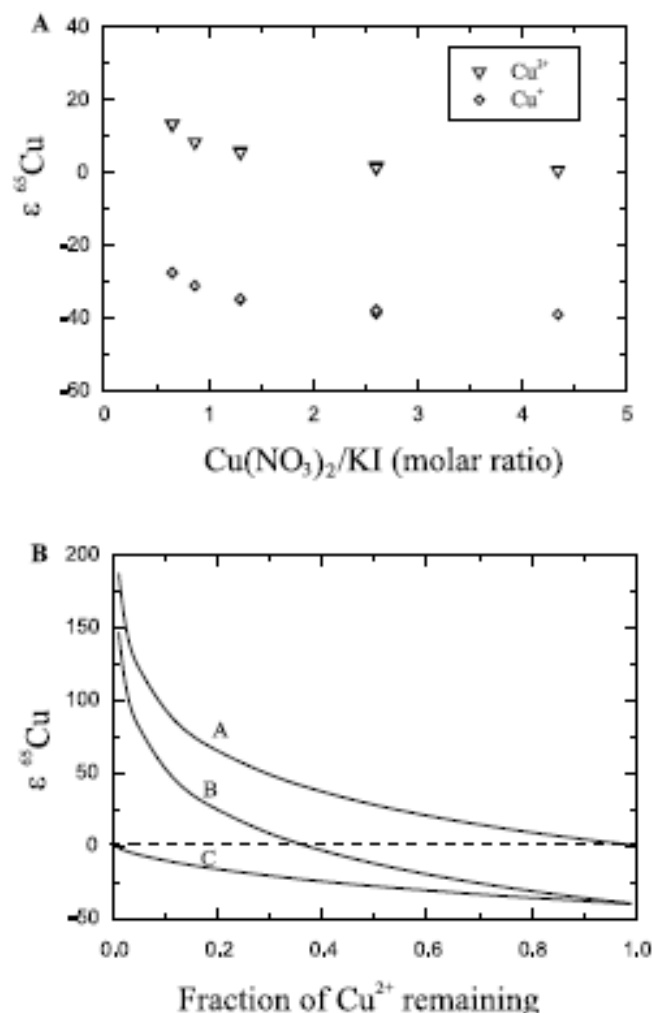 A
Cu²⁺
Cu⁺
40
20
0
-20
-40
-60
ε ⁶⁵Cu
0 1 2 3 4 5
Cu(NO₃)₂/KI (molar ratio)
B
200
150
100
50
0
-50
ε ⁶⁵Cu
A
B
C
0.0 0.2 0.4 0.6 0.8 1.0
Fraction of Cu²⁺ remaining